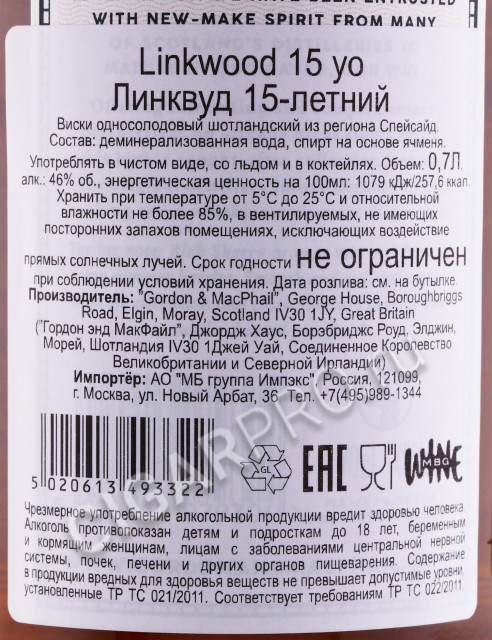 WITH NEW-MAKE SPIRIT FROM MANY
Linkwood 15 yo
Линквуд 15-летний
Виски односолодовый шотландский из региона Спейсайд.
Состав: деминерализованная вода, спирт на основе ячменя.
Употреблять в чистом виде, со льдом и в коктейлях. Объем: 0,7Л.
алк.: 46% об., энергетическая ценность на 100мл: 1079 кДж/257,6 ккал.
Хранить при температуре от 5°С до 25°С и относительной
влажности не более 85%, в вентилируемых, не имеющих
посторонних запахов помещениях, исключающих воздействие
прямых солнечных лучей. Срок годности не ограничен
при соблюдении условий хранения. Дата розлива: см. на бутылке.
Производитель: "Gordon & MacPhail", George House, Boroughbriggs
Road, Elgin, Moray, Scotland IV30 1JY, Great Britain
("Гордон энд МакФайл", Джордж Хаус, Борэбриджс Роуд, Элджин,
Морей, Шотландия IV30 1Джей Уай, Соединенное Королевство
Великобритании и Северной Ирландии)
Импортёр: АО "МБ группа Импэкс", Россия, 121099,
г. Москва, ул. Новый Арбат, 36. Тел. +7(495)989-1344
5 020613 493322
GL
EAC
WINE
MBG
Чрезмерное употребление алкогольной продукции вредит здоровью человека.
Алкоголь противопоказан детям и подросткам до 18 лет, беременным
и кормящим женщинам, лицам с заболеваниями центральной нервной
системы, почек, печени и других органов пищеварения. Содержание
в продукции вредных для здоровья веществ не превышает допустимые уровни,
установленные ТР ТС 021/2011. Соответствует требованиям ТР ТС 022/2011.
CIGARPRO.ru